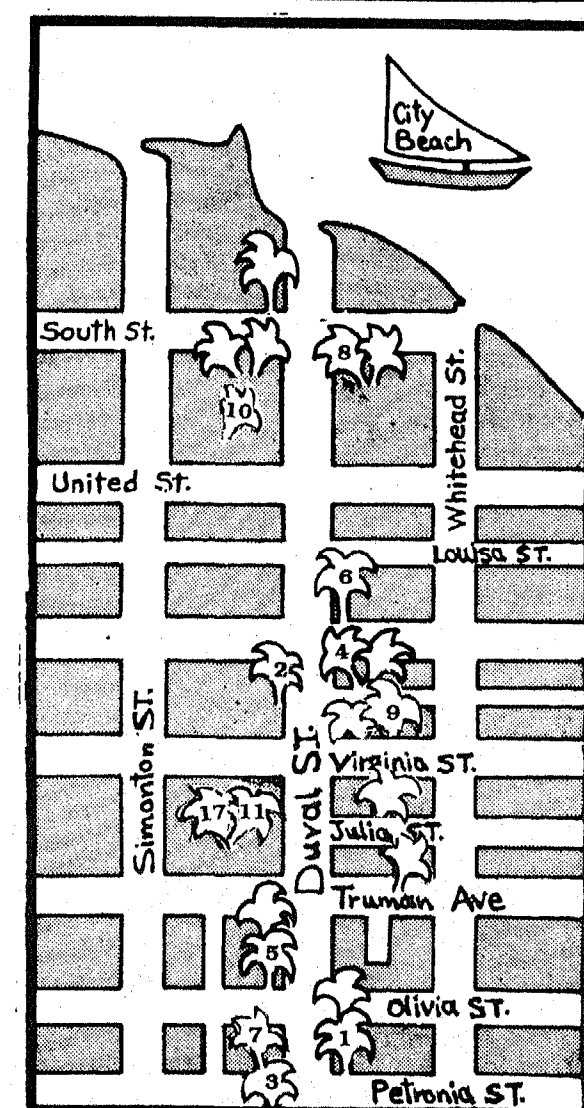 City
Beach
South St.
8
10
Whitehead St.
United St.
Louisa ST.
6
4
2
9
Simonton ST.
Duval ST.
Virginia ST.
17 11
Julia ST.
Truman Ave
5
Olivia ST.
7
1
3
Petronia ST.